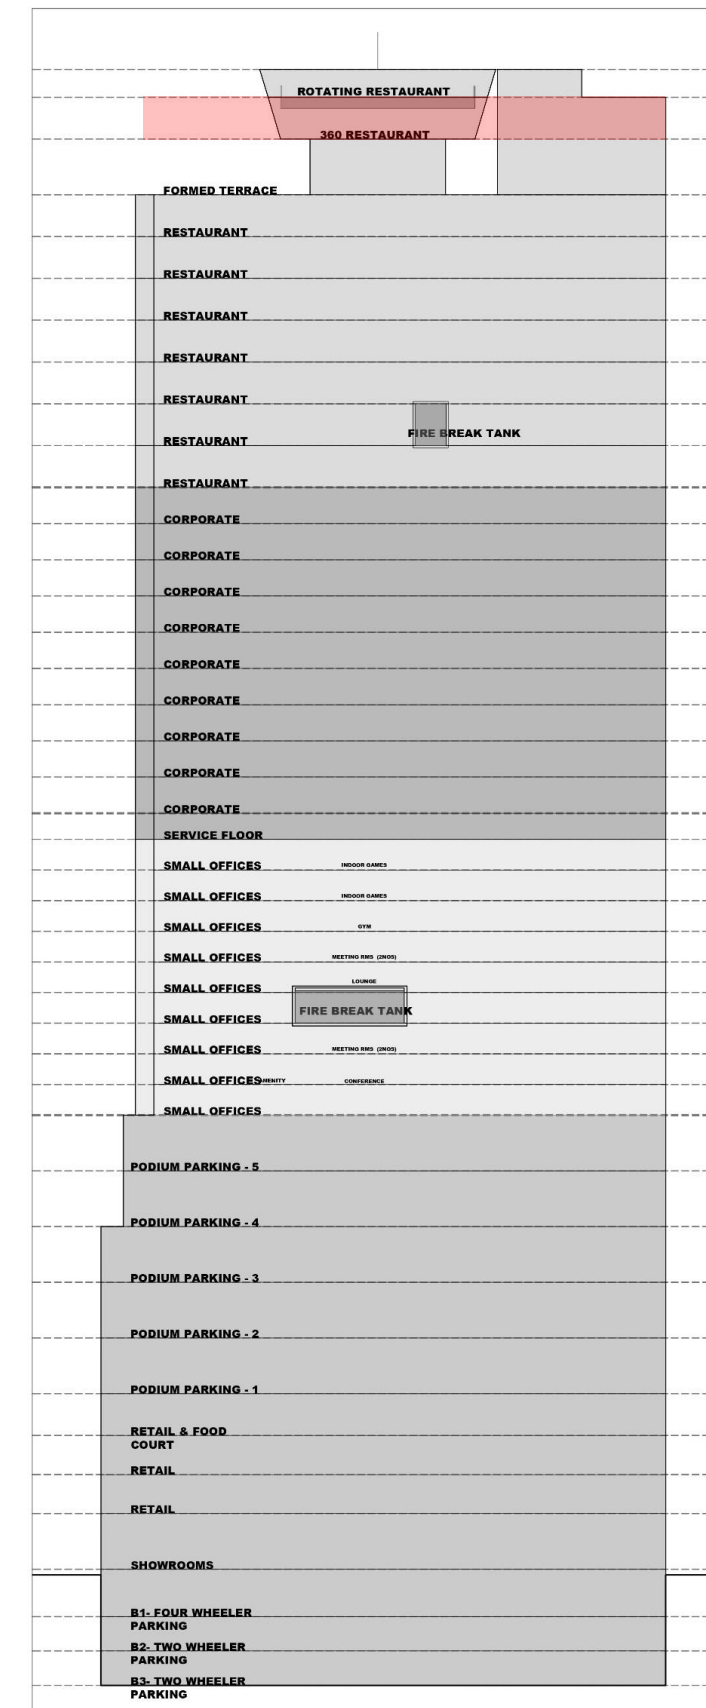 ROTATING RESTAURANT
360 RESTAURANT
FORMED TERRACE
RESTAURANT
RESTAURANT
RESTAURANT
RESTAURANT
RESTAURANT
FIRE BREAK TANK
RESTAURANT
RESTAURANT
CORPORATE
CORPORATE
CORPORATE
CORPORATE
CORPORATE
CORPORATE
CORPORATE
CORPORATE
CORPORATE
SERVICE FLOOR
SMALL OFFICES INDOOR GAMES
SMALL OFFICES INDOOR GAMES
SMALL OFFICES GYM
SMALL OFFICES MEETING RMS (2NOS)
LOUNGE
SMALL OFFICES
FIRE BREAK TANK
SMALL OFFICES
SMALL OFFICES MEETING RMS (2NOS)
SMALL OFFICES CONFERENCE
SMALL OFFICES
PODIUM PARKING - 5
PODIUM PARKING - 4
PODIUM PARKING - 3
PODIUM PARKING - 2
PODIUM PARKING - 1
RETAIL & FOOD
COURT
RETAIL
RETAIL
SHOWROOMS
B1- FOUR WHEELER
PARKING
B2- TWO WHEELER
PARKING
B3- TWO WHEELER
PARKING